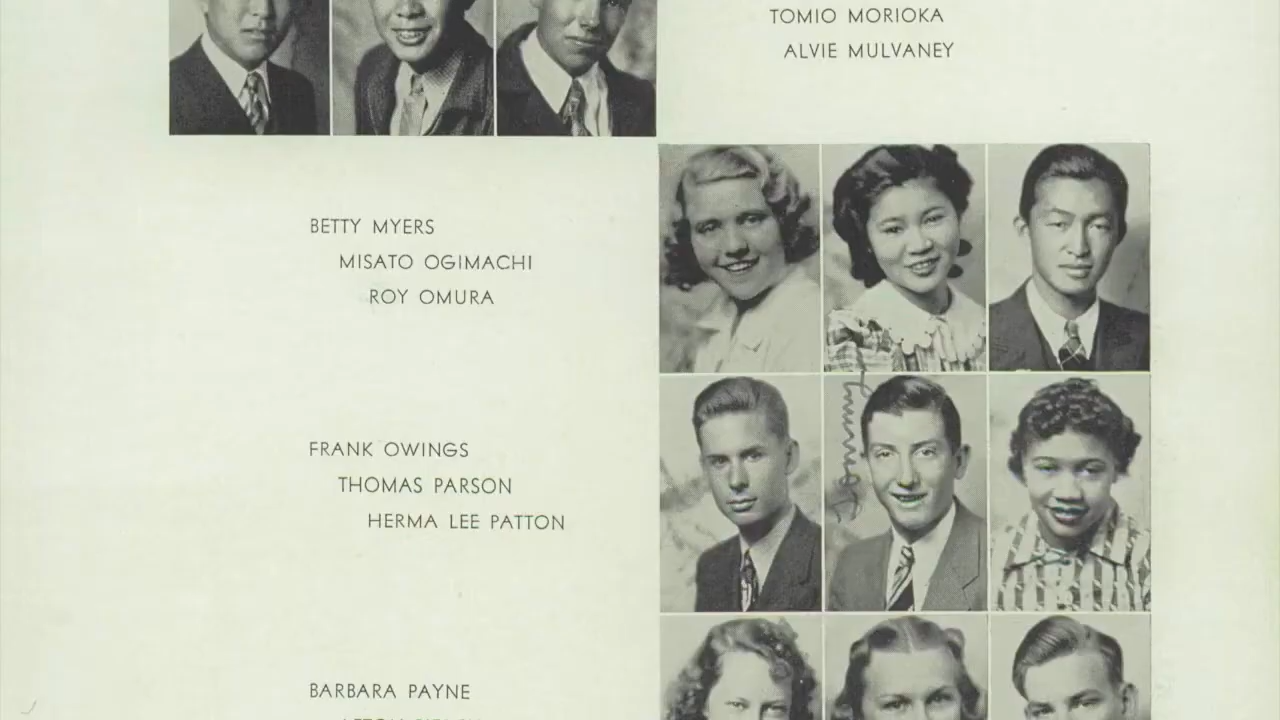 TOMIO MORIOKA
ALVIE MULVANEY
BETTY MYERS
MISATO OGIMACHI
ROY OMURA
FRANK OWINGS
THOMAS PARSON
HERMA LEE PATTON
BARBARA PAYNE